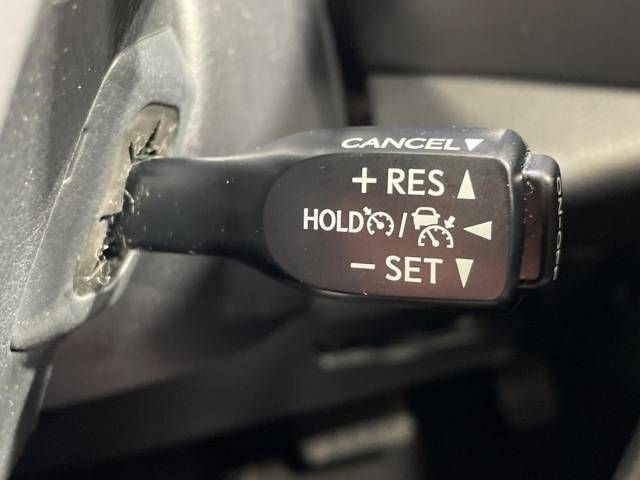 CANCEL▼
+ RES ▲
HOLD / ◀
− SET ▼